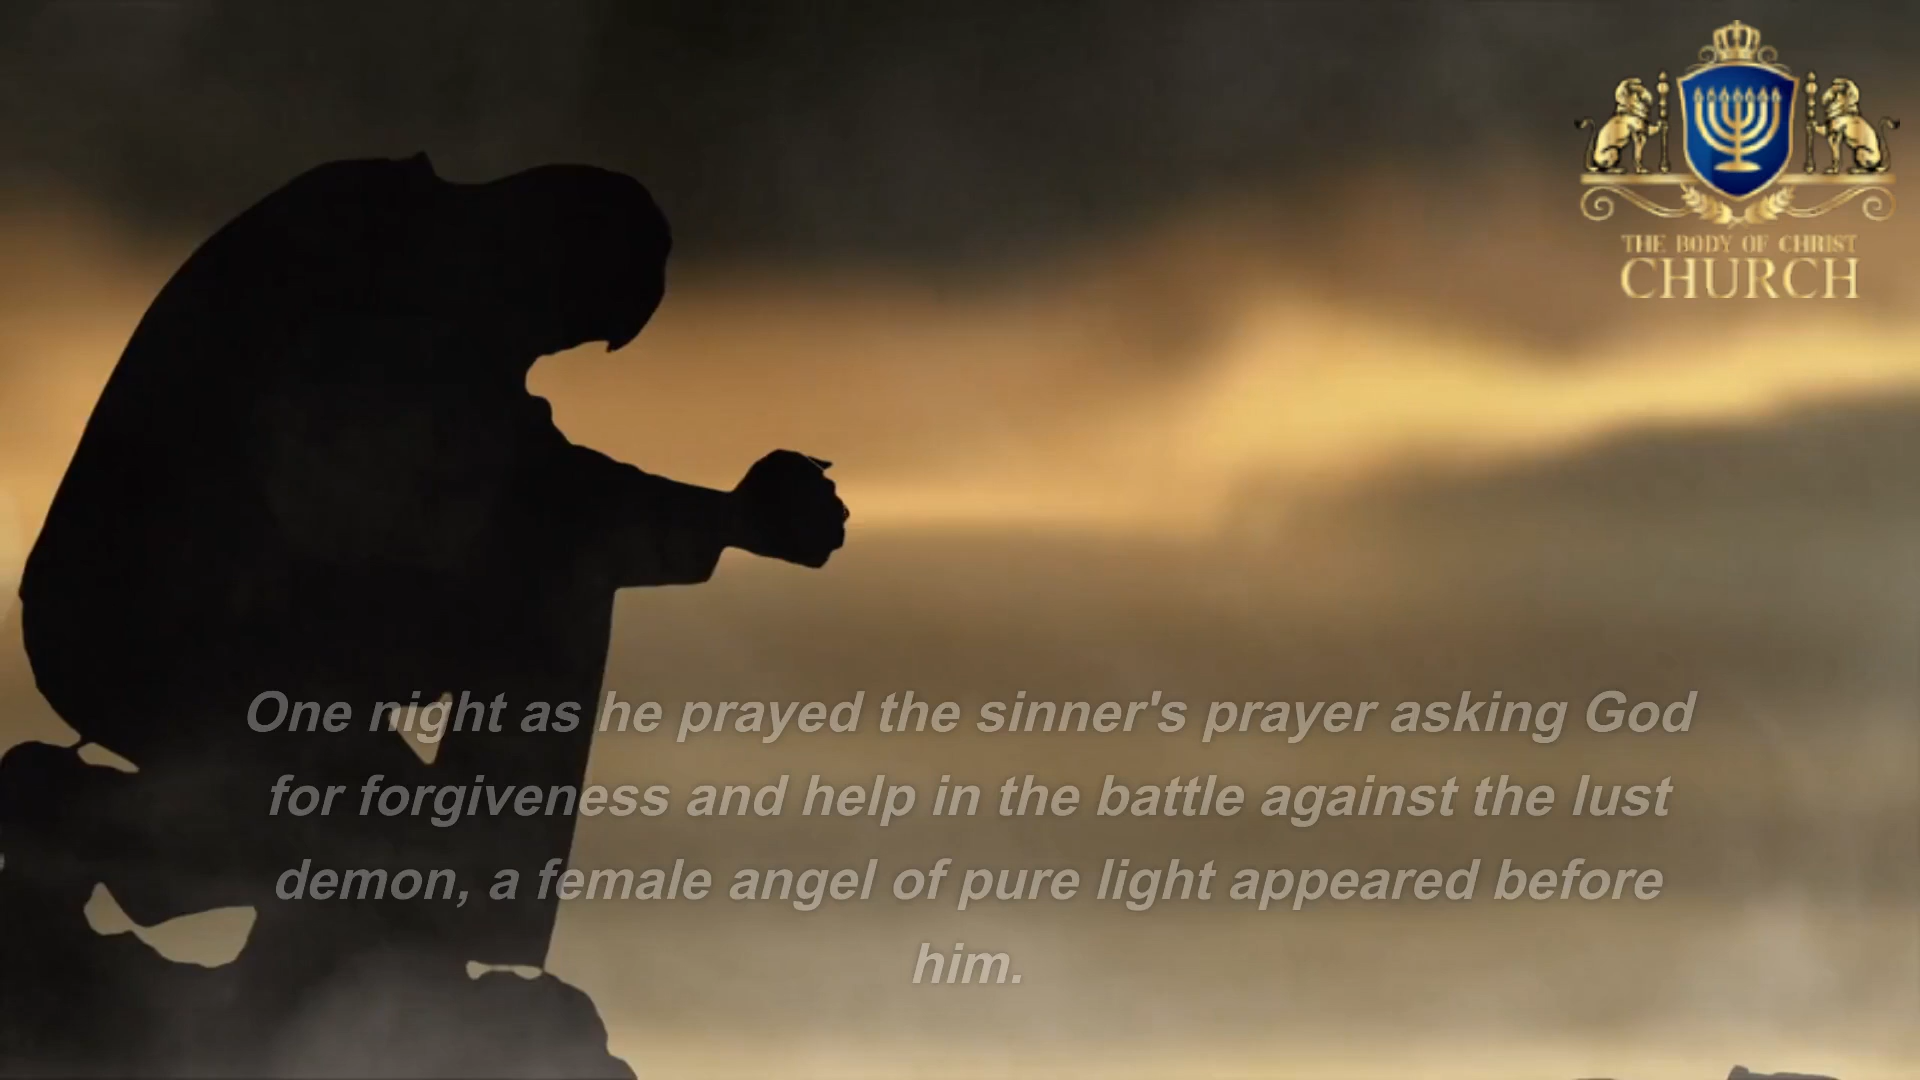 THE BODY OF CHRIST
CHURCH
One night as he prayed the sinner's prayer asking God
for forgiveness and help in the battle against the lust
demon, a female angel of pure light appeared before
him.